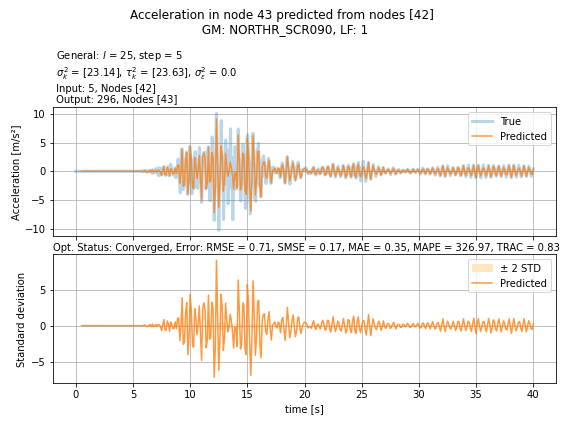 Acceleration in node 43 predicted from nodes [42]
GM: NORTHR_SCR090, LF: 1
General: l = 25, step = 5
σ²ₖ = [23.14], τ²ₖ = [23.63], σ²ε = 0.0
Input: 5, Nodes [42]
Output: 296, Nodes [43]
Acceleration [m/s²]
10
5
0
−5
−10
True
Predicted
Opt. Status: Converged, Error: RMSE = 0.71, SMSE = 0.17, MAE = 0.35, MAPE = 326.97, TRAC = 0.83
Standard deviation
5
0
−5
± 2 STD
Predicted
0 5 10 15 20 25 30 35 40
time [s]